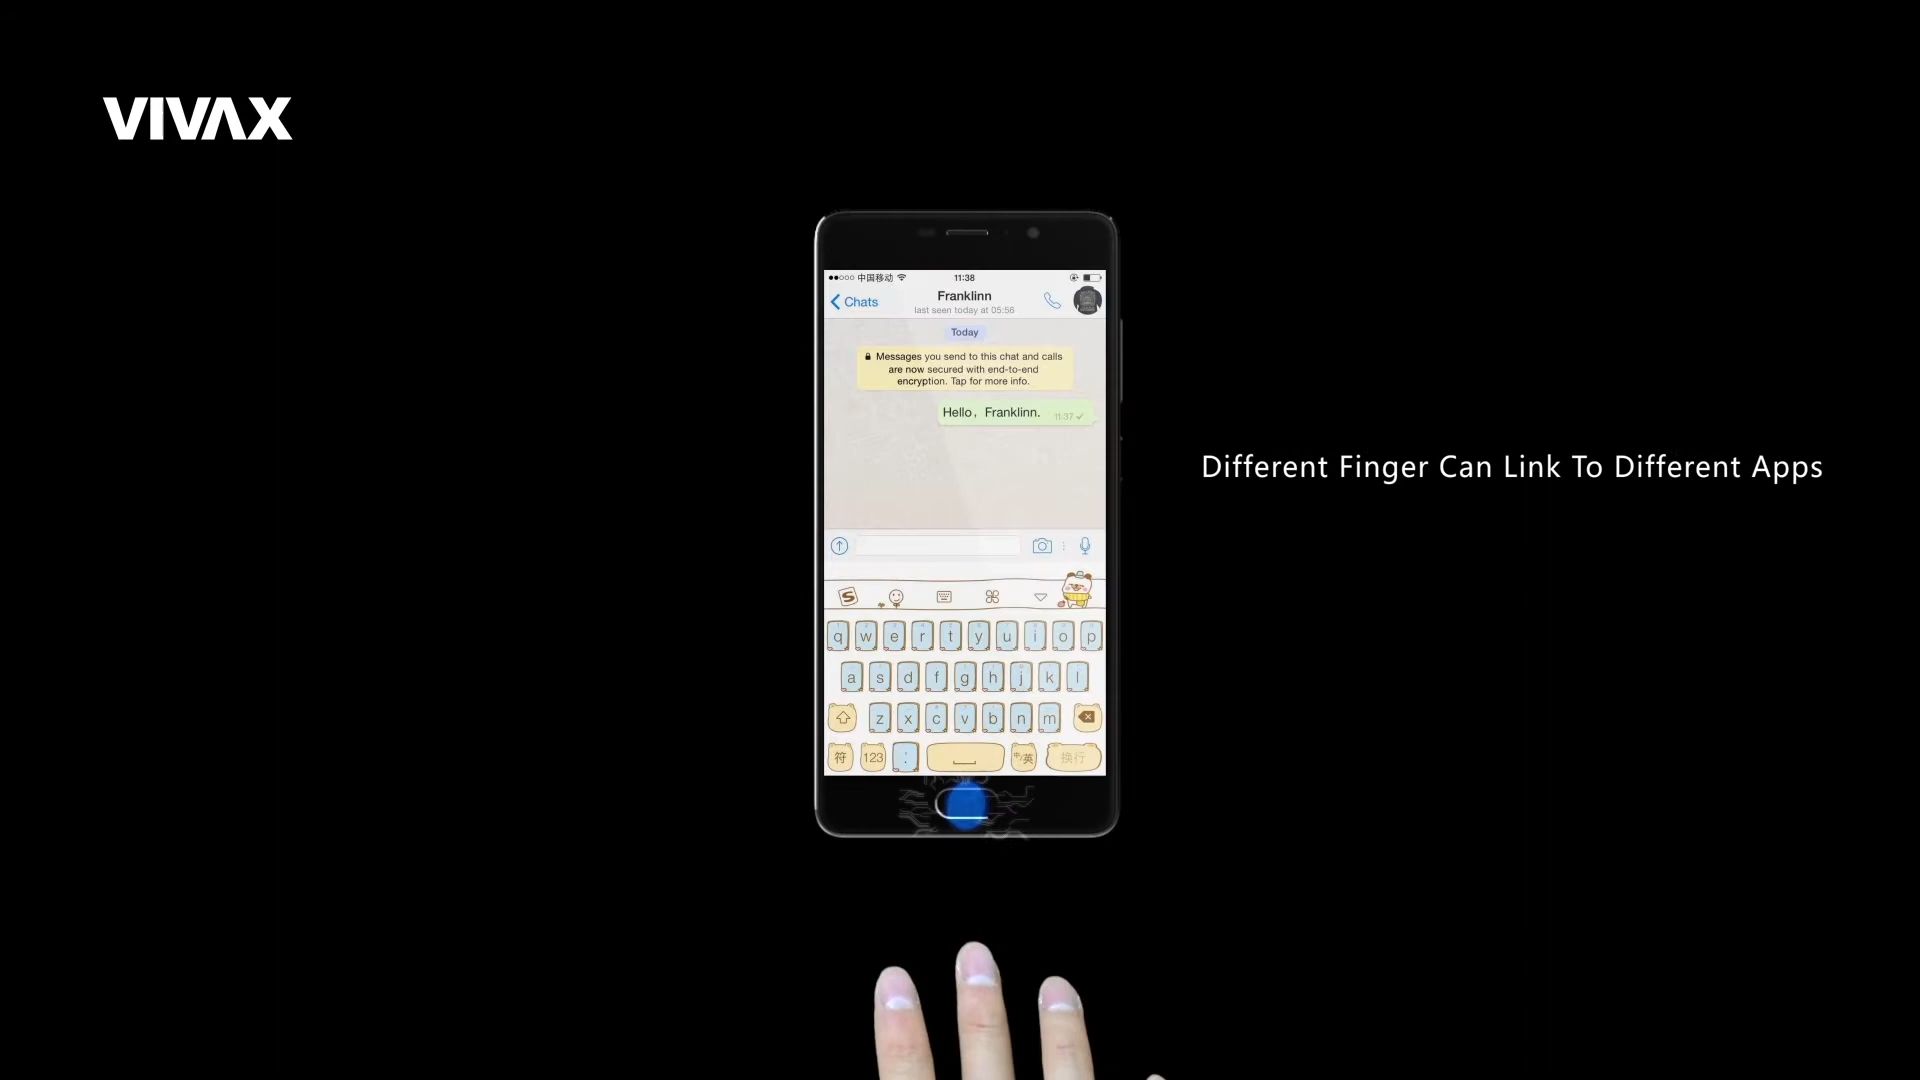 VIVAX
中国移动
11:38
Chats
Franklinn
last seen today at 05:56
Today
Messages you send to this chat and calls
are now secured with end-to-end
encryption. Tap for more info.
Hello，Franklinn.
11:37
Different Finger Can Link To Different Apps
S
q w e r t y u i o p
a s d f g h j k l
z x c v b n m
符 123 : 中/英 换行